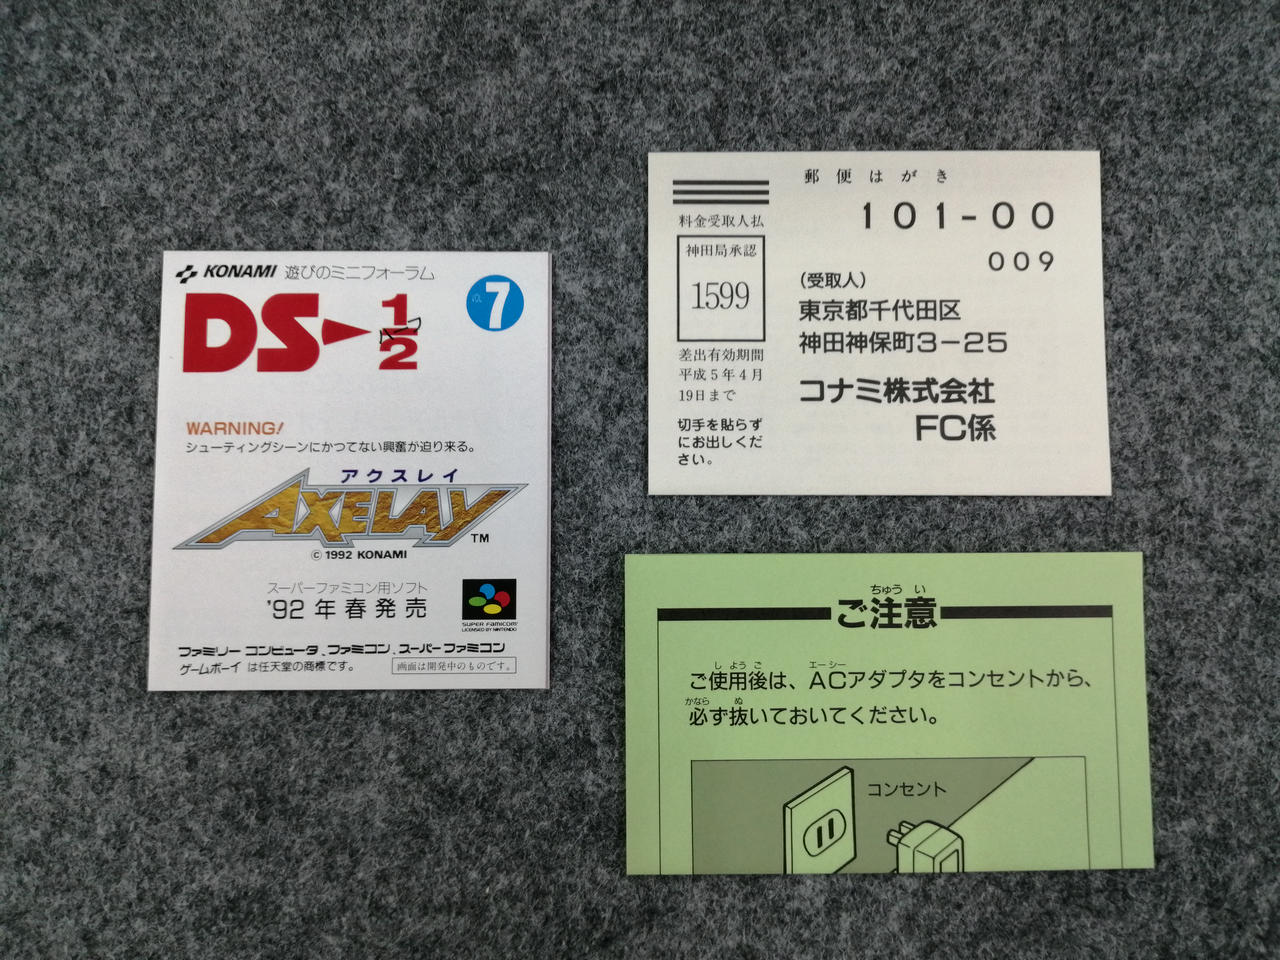 KONAMI 遊びのミニフォーラム
DS 1/2
7
WARNING!
シューティングシーンにかつてない興奮が迫り来る。
アクスレイ
AXELAY TM
© 1992 KONAMI
スーパーファミコン用ソフト
'92年春発売
SUPER FAMICOM
LICENSED BY NINTENDO
ファミリーコンピュータ、ファミコン、スーパーファミコン
ゲームボーイ は任天堂の商標です。
画面は開発中のものです。
郵便はがき
101-00
009
料金受取人払
神田局承認
1599
差出有効期間
平成5年4月
19日まで
切手を貼らず
にお出しくだ
さい。
(受取人)
東京都千代田区
神田神保町3-25
コナミ株式会社
FC係
ちゅうい
ご注意
しようご エーシー
ご使用後は、ACアダプタをコンセントから、
かなら ぬ
必ず抜いておいてください。
コンセント